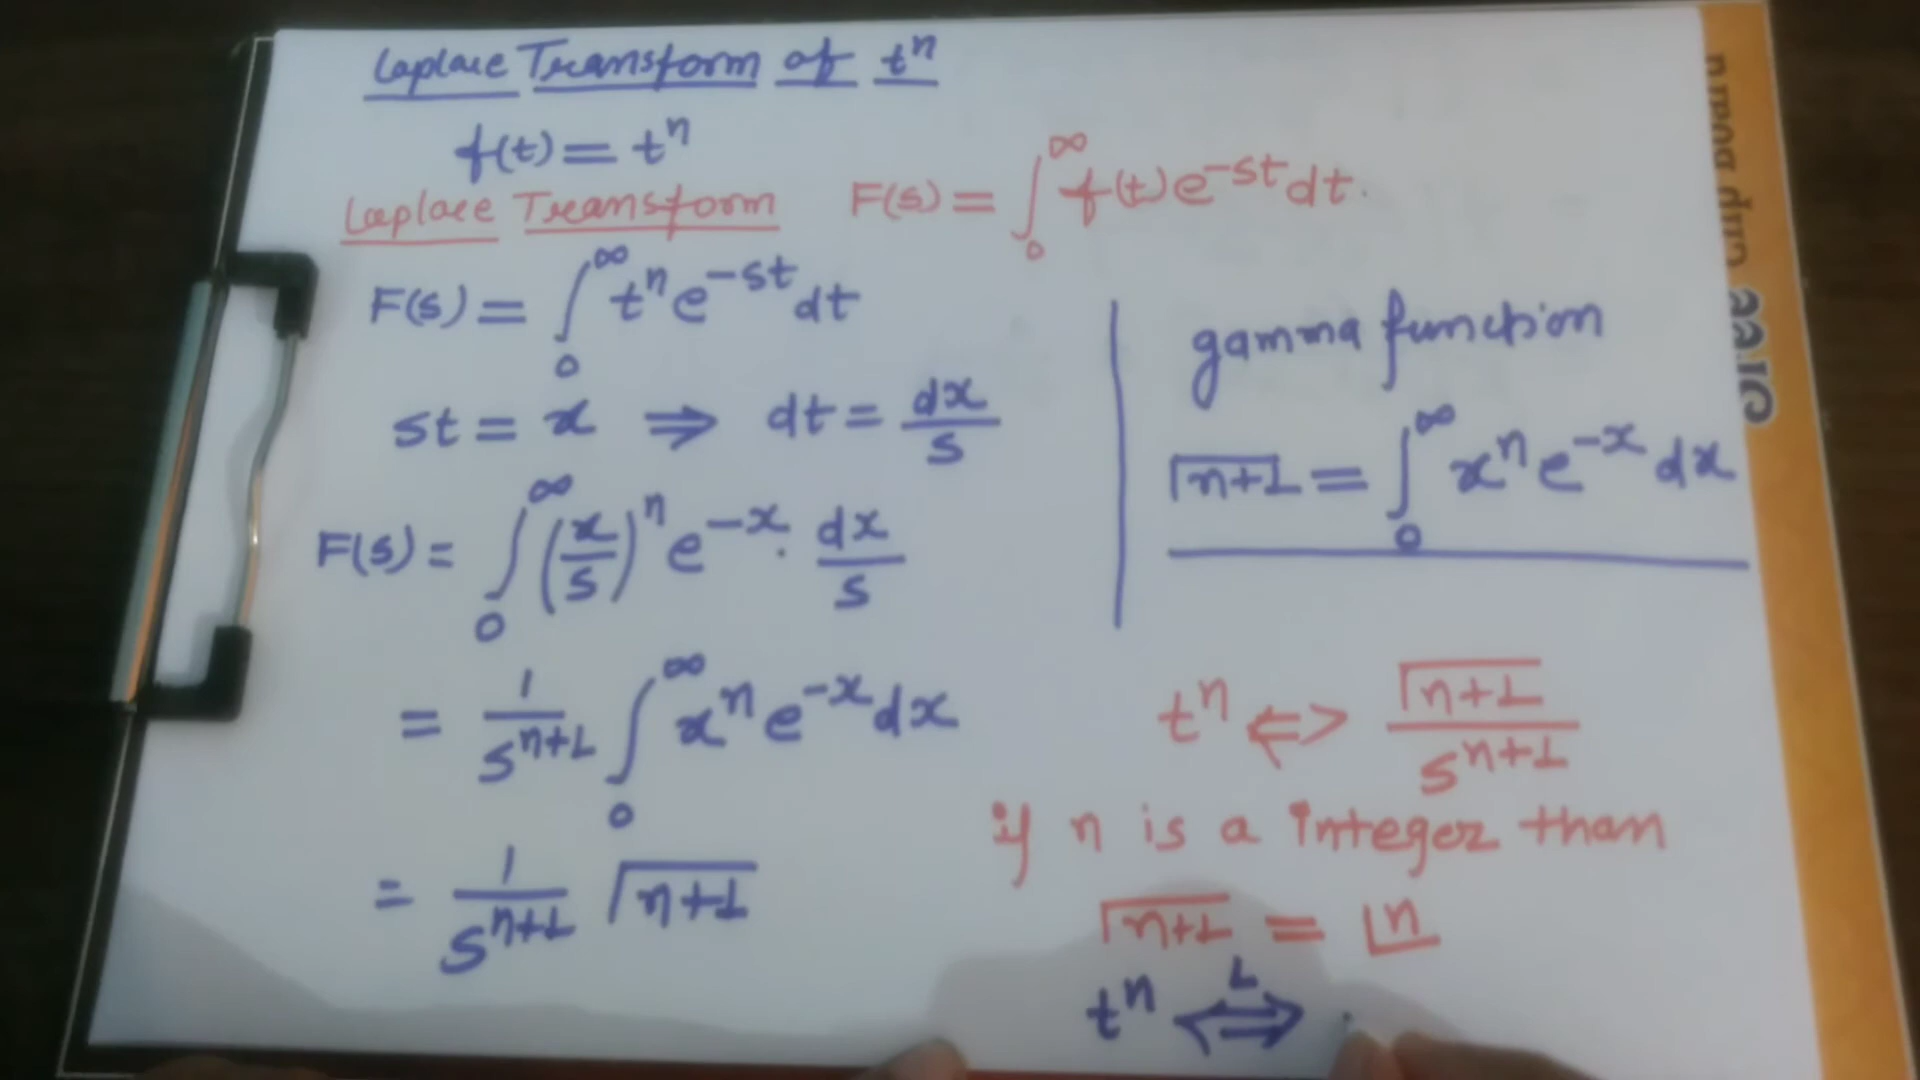 Laplace Transform of tⁿ
f(t) = tⁿ
Laplace Transform F(s) = ∫₀^∞ f(t)e^{-st}dt.
F(s) = ∫₀^∞ tⁿ e^{-st} dt
st = x ⇒ dt = dx/s
F(s) = ∫₀^∞ (x/s)ⁿ e^{-x} · dx/s
= 1/s^{n+1} ∫₀^∞ xⁿ e^{-x} dx
= 1/s^{n+1} Γ(n+1)
gamma function
Γ(n+1) = ∫₀^∞ xⁿ e^{-x} dx
tⁿ <=> Γ(n+1)/s^{n+1}
if n is a integer than
Γ(n+1) = ⌊n
tⁿ ⇔ᴸ